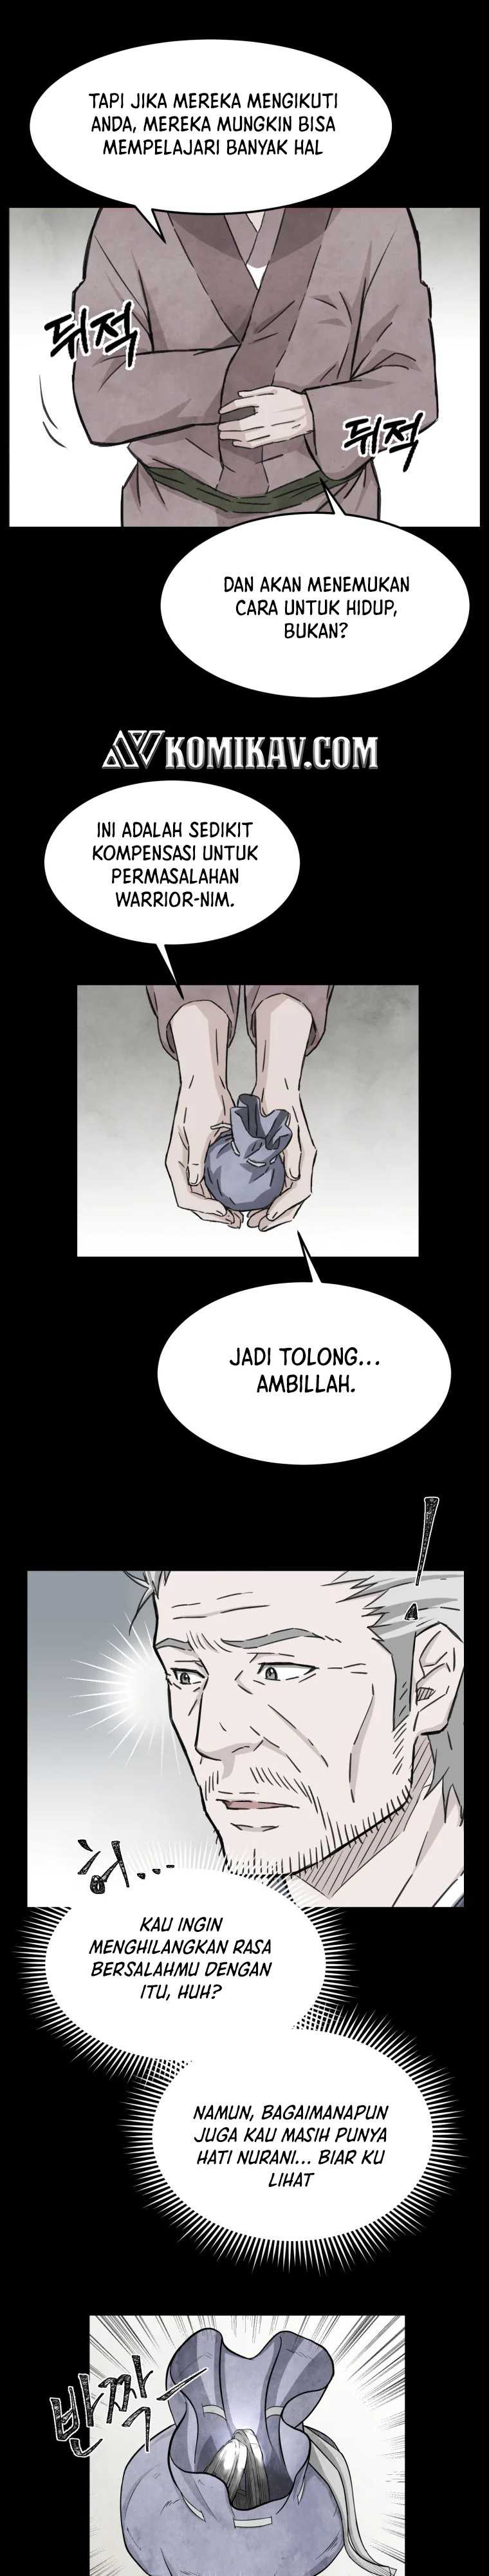 TAPI JIKA MEREKA MENGIKUTI
ANDA, MEREKA MUNGKIN BISA
MEMPELAJARI BANYAK HAL
뒤적
뒤적
DAN AKAN MENEMUKAN
CARA UNTUK HIDUP,
BUKAN?
KOMIKAV.COM
INI ADALAH SEDIKIT
KOMPENSASI UNTUK
PERMASALAHAN
WARRIOR-NIM.
JADI TOLONG...
AMBILLAH.
KAU INGIN
MENGHILANGKAN RASA
BERSALAHMU DENGAN
ITU, HUH?
NAMUN, BAGAIMANAPUN
JUGA KAU MASIH PUNYA
HATI NURANI... BIAR KU
LIHAT
반짝